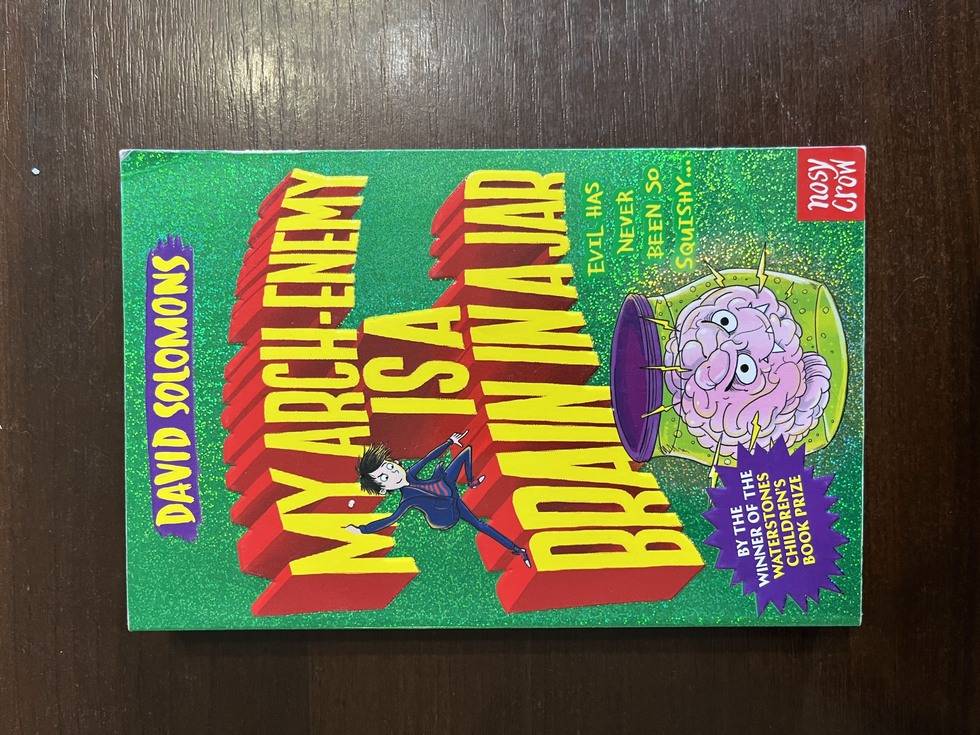 DAVID SOLOMONS
MY ARCH-ENEMY
IS A
BRAIN IN A JAR
EVIL HAS
NEVER
BEEN SO
SQUISHY...
BY THE
WINNER OF THE
WATERSTONES
CHILDREN'S
BOOK PRIZE
nosy
crow